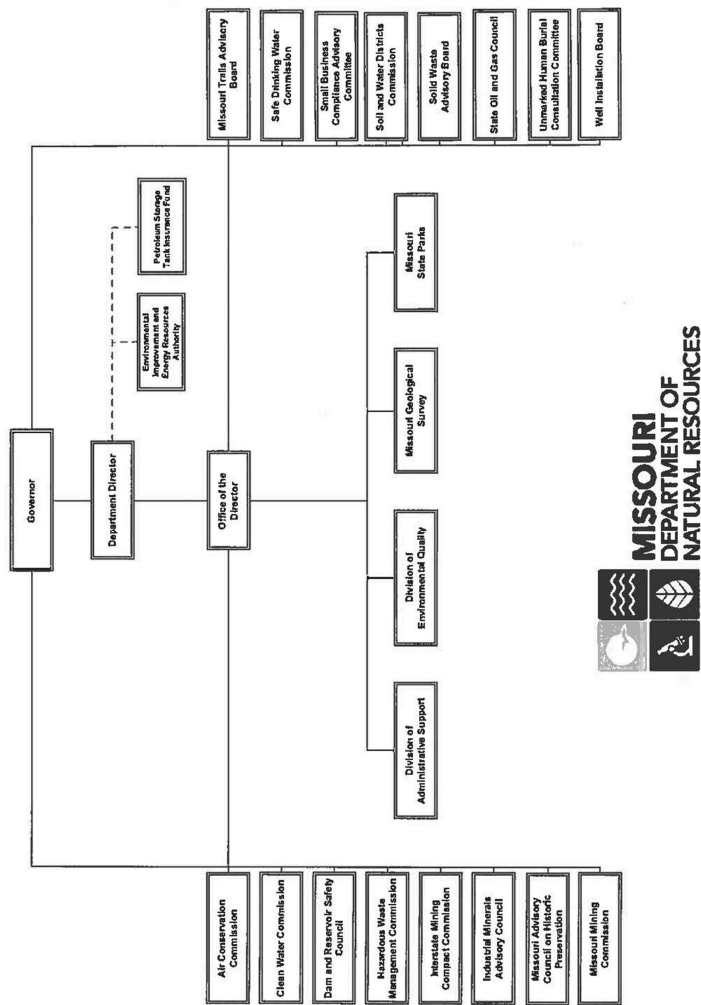 Governor
Department Director
Environmental
Improvement and
Energy Resources
Authority
Petroleum Storage
Tank Insurance Fund
Office of the
Director
Air Conservation
Commission
Clean Water Commission
Dam and Reservoir Safety
Council
Hazardous Waste
Management Commission
Interstate Mining
Compact Commission
Industrial Minerals
Advisory Council
Missouri Advisory
Council on Historic
Preservation
Missouri Mining
Commission
Missouri Trails Advisory
Board
Safe Drinking Water
Commission
Small Business
Compliance Advisory
Committee
Soil and Water Districts
Commission
Solid Waste
Advisory Board
State Oil and Gas Council
Unmarked Human Burial
Consultation Committee
Well Installation Board
Division of
Administrative Support
Division of
Environmental Quality
Missouri Geological
Survey
Missouri
State Parks
MISSOURI
DEPARTMENT OF
NATURAL RESOURCES